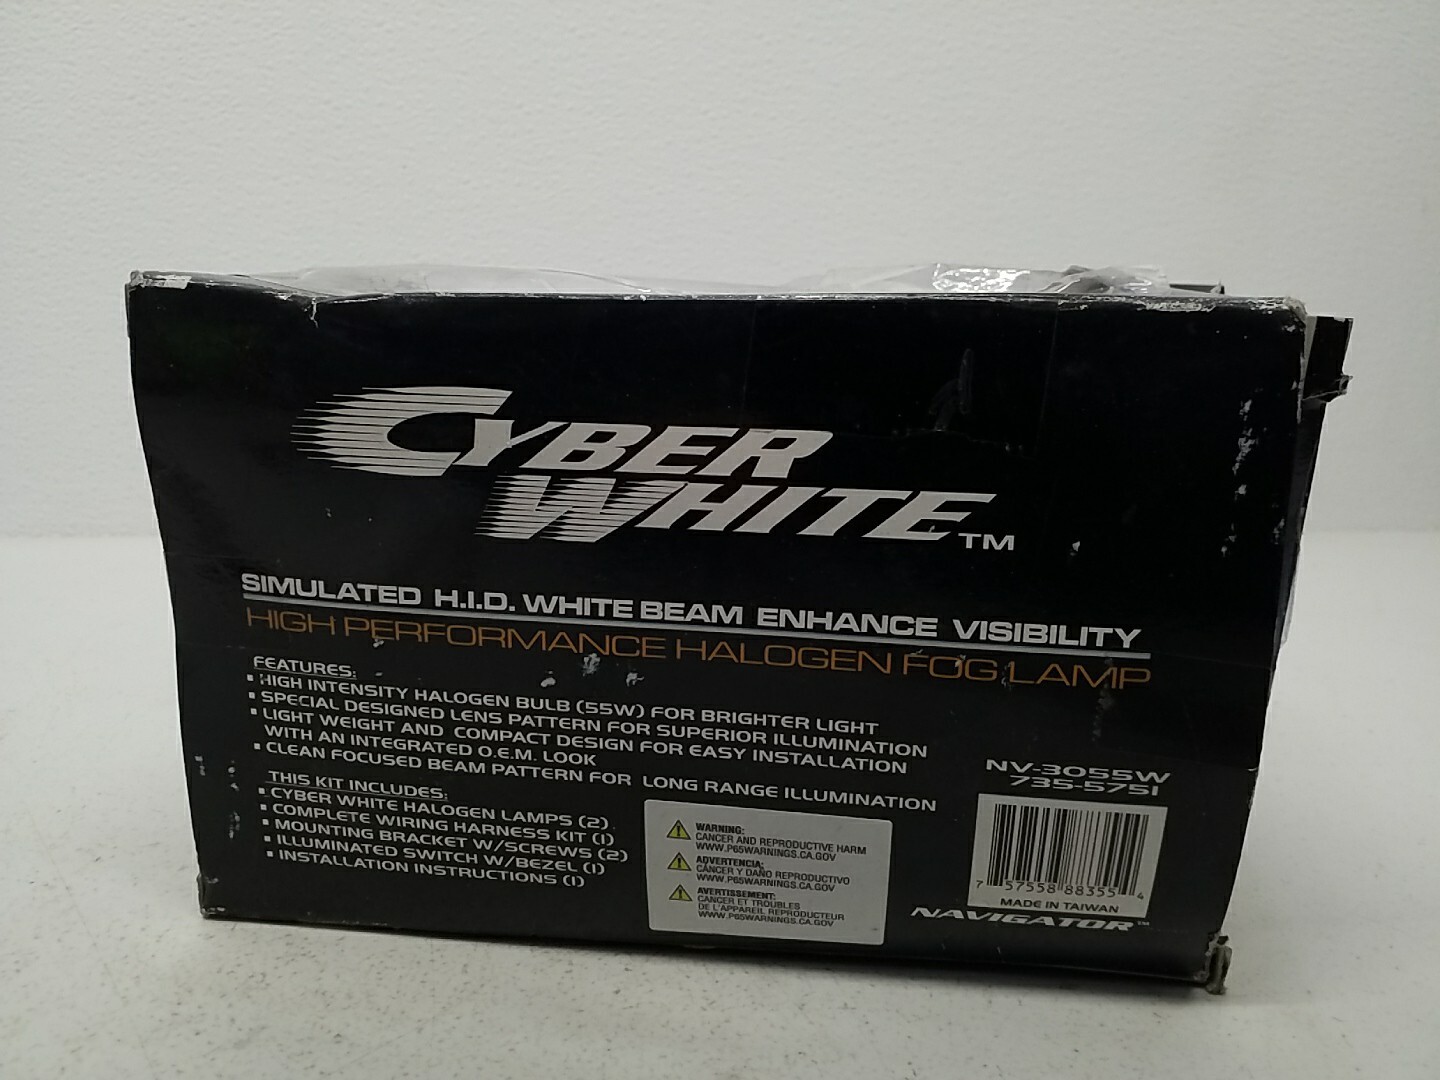 CYBER
WHITE™
SIMULATED H.I.D. WHITE BEAM ENHANCE VISIBILITY
HIGH PERFORMANCE HALOGEN FOG LAMP
FEATURES:
▪ HIGH INTENSITY HALOGEN BULB (55W) FOR BRIGHTER LIGHT
▪ SPECIAL DESIGNED LENS PATTERN FOR SUPERIOR ILLUMINATION
▪ LIGHT WEIGHT AND COMPACT DESIGN FOR EASY INSTALLATION
WITH AN INTEGRATED O.E.M. LOOK
▪ CLEAN FOCUSED BEAM PATTERN FOR LONG RANGE ILLUMINATION
THIS KIT INCLUDES:
▪ CYBER WHITE HALOGEN LAMPS (2)
▪ COMPLETE WIRING HARNESS KIT (1)
▪ MOUNTING BRACKET W/SCREWS (2)
▪ ILLUMINATED SWITCH W/BEZEL (1)
▪ INSTALLATION INSTRUCTIONS (1)
WARNING:
CANCER AND REPRODUCTIVE HARM
WWW.P65WARNINGS.CA.GOV
ADVERTENCIA:
CÁNCER Y DAÑO REPRODUCTIVO
WWW.P65WARNINGS.CA.GOV
AVERTISSEMENT:
CANCER ET TROUBLES
DE L'APPAREIL REPRODUCTEUR
WWW.P65WARNINGS.CA.GOV
NV-3055W
735-5751
7 57558 88355 4
MADE IN TAIWAN
NAVIGATOR™